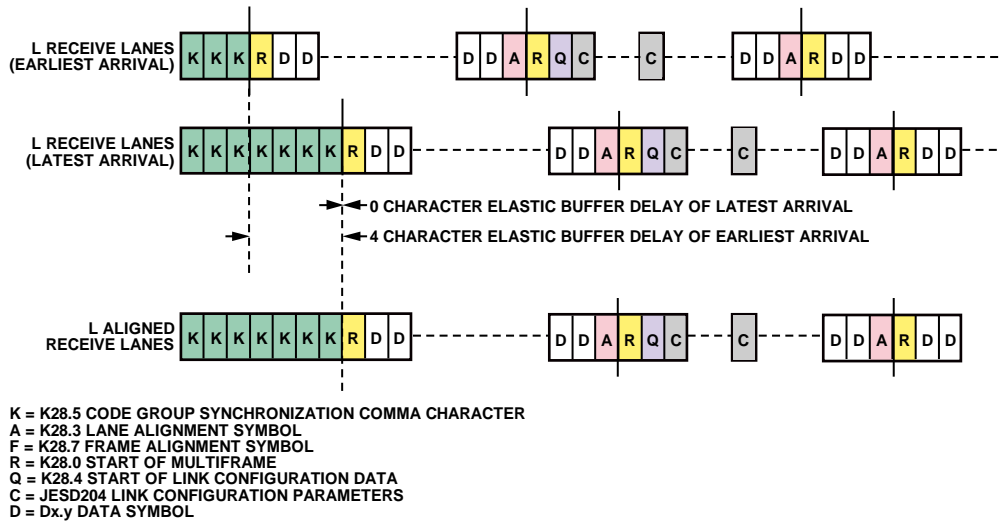 L RECEIVE LANES
(EARLIEST ARRIVAL)
K K K R D D D D A R Q C C D D A R D D
L RECEIVE LANES
(LATEST ARRIVAL)
K K K K K K K R D D D D A R Q C C D D A R D D
0 CHARACTER ELASTIC BUFFER DELAY OF LATEST ARRIVAL
4 CHARACTER ELASTIC BUFFER DELAY OF EARLIEST ARRIVAL
L ALIGNED
RECEIVE LANES
K K K K K K K R D D D D A R Q C C D D A R D D
K = K28.5 CODE GROUP SYNCHRONIZATION COMMA CHARACTER
A = K28.3 LANE ALIGNMENT SYMBOL
F = K28.7 FRAME ALIGNMENT SYMBOL
R = K28.0 START OF MULTIFRAME
Q = K28.4 START OF LINK CONFIGURATION DATA
C = JESD204 LINK CONFIGURATION PARAMETERS
D = Dx.y DATA SYMBOL